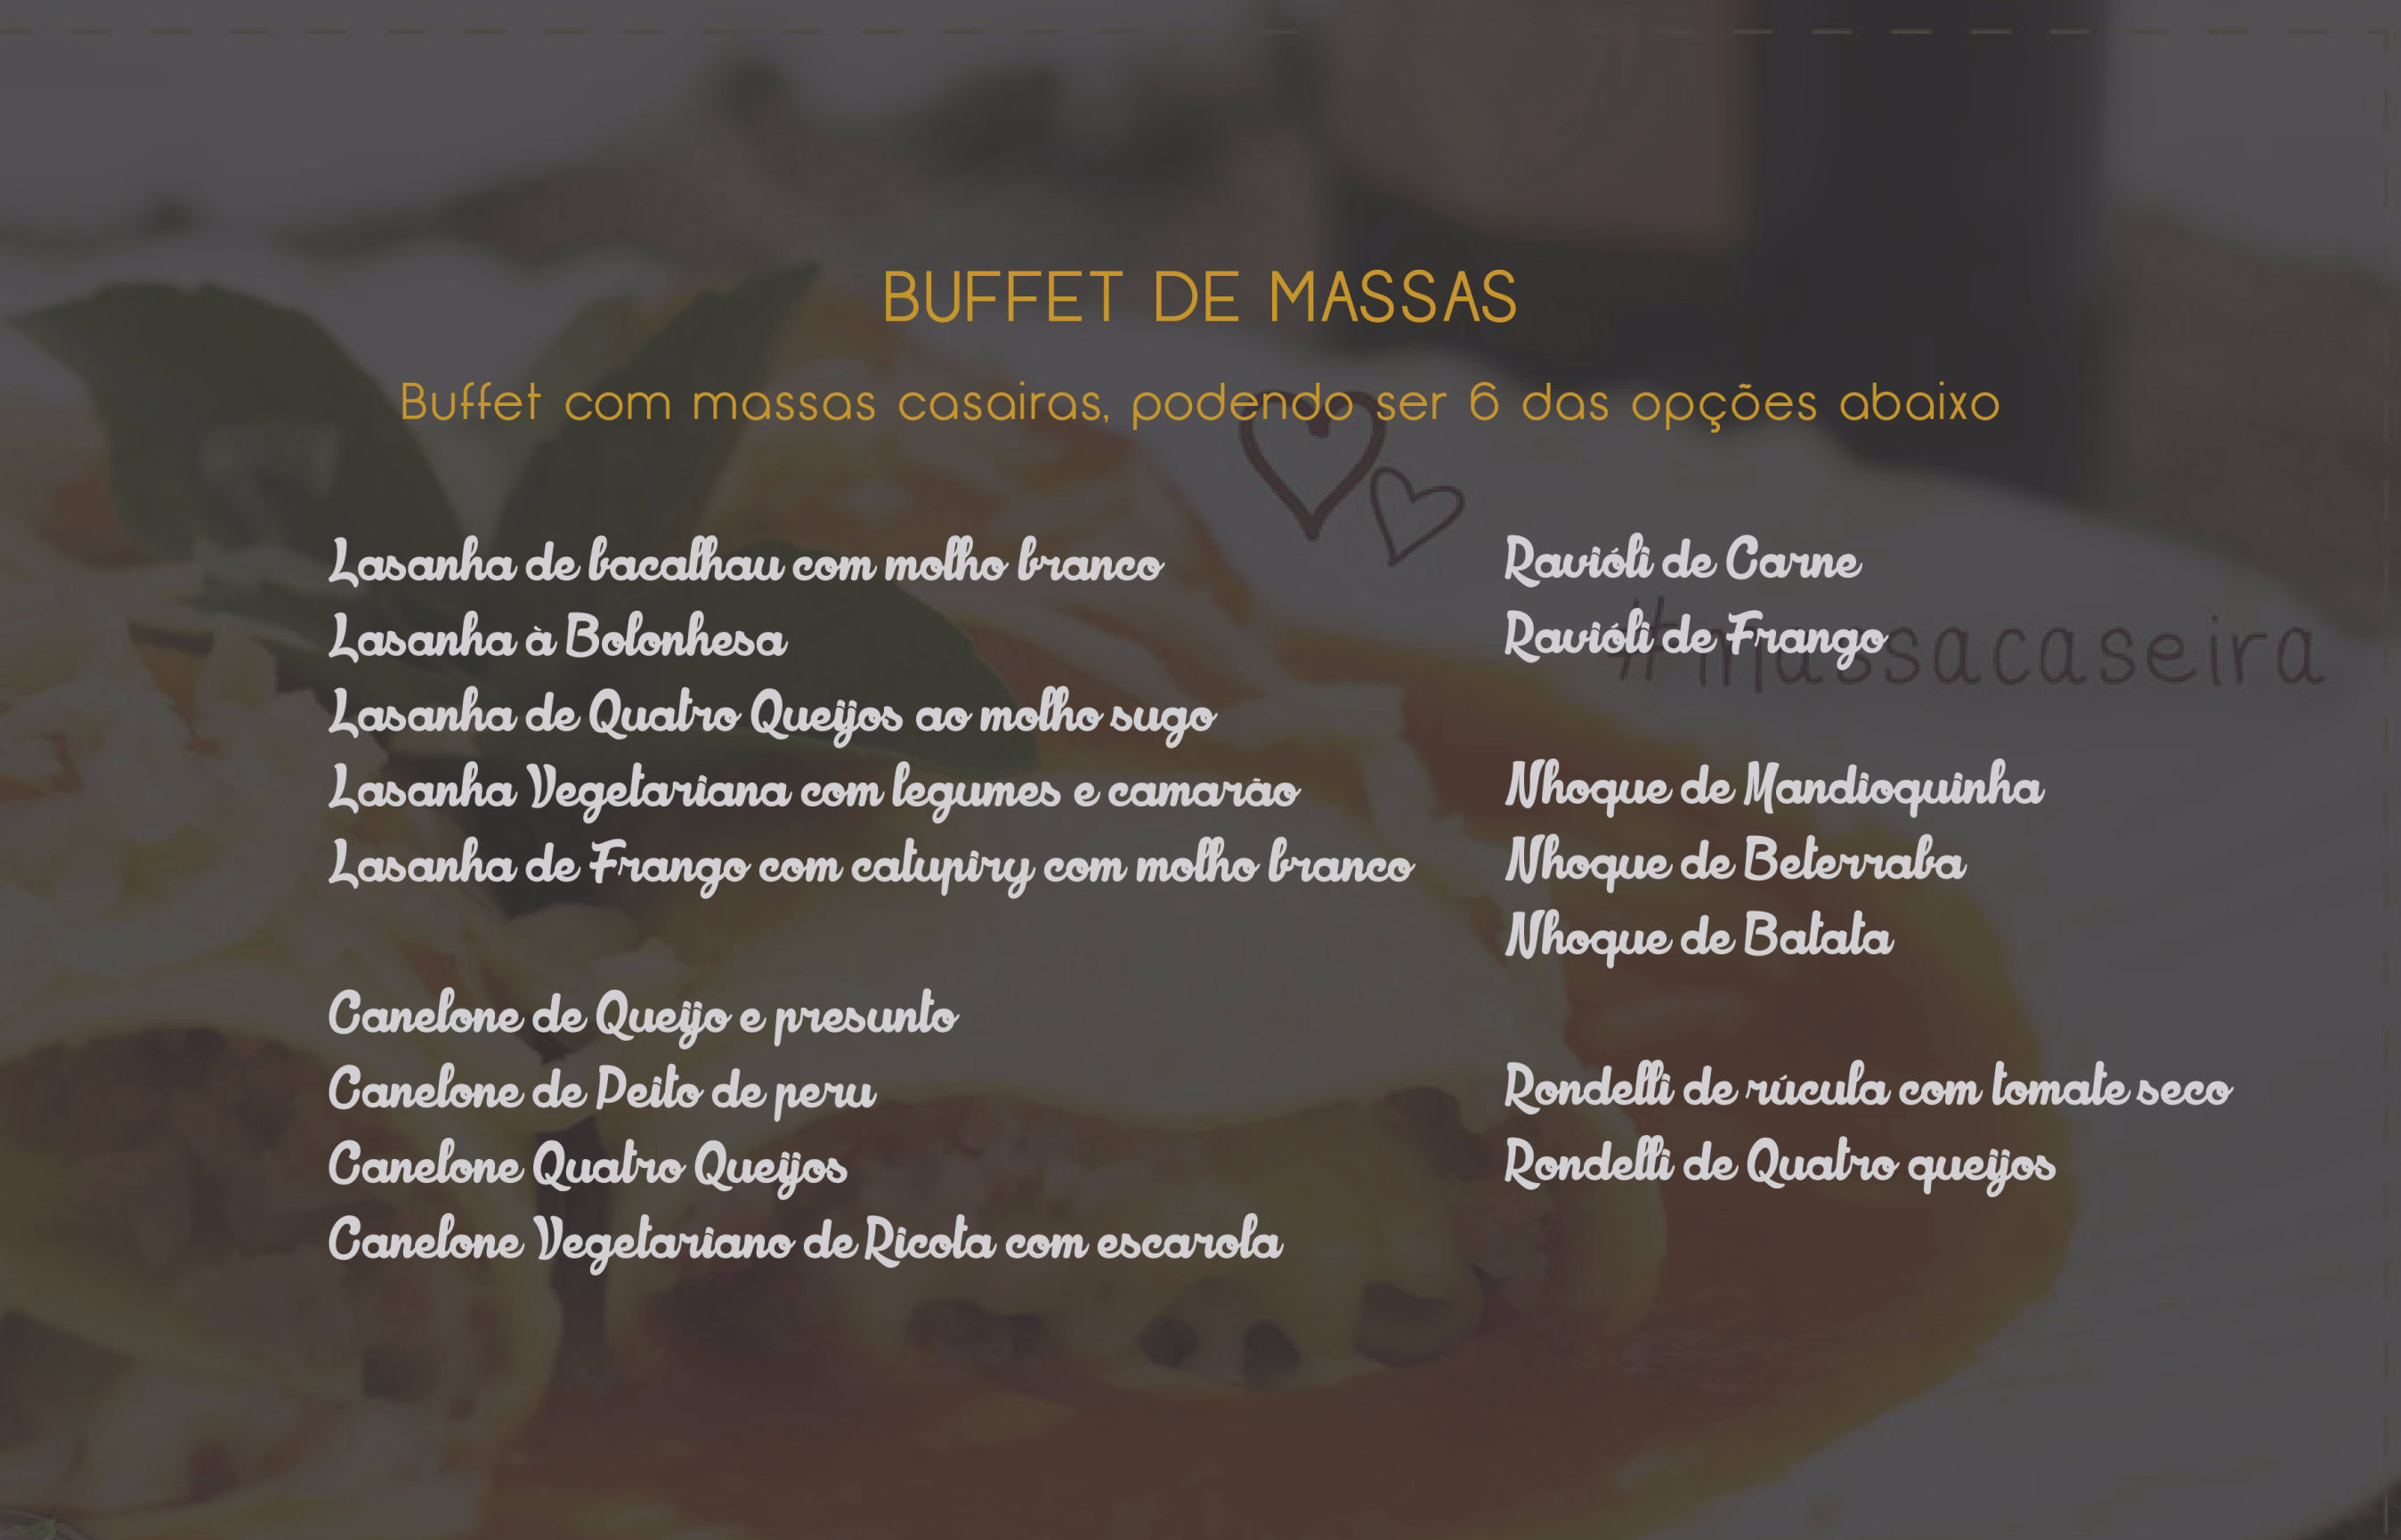 BUFFET DE MASSAS
Buffet com massas casairas, podendo ser 6 das opções abaixo
Lasanha de bacalhau com molho branco
Lasanha à Bolonhesa
Lasanha de Quatro Queijos ao molho sugo
Lasanha Vegetariana com legumes e camarão
Lasanha de Frango com catupiry com molho branco
Canelone de Queijo e presunto
Canelone de Peito de peru
Canelone Quatro Queijos
Canelone Vegetariano de Ricota com escarola
Ravióli de Carne
Ravióli de Frango
#massacaseira
Nhoque de Mandioquinha
Nhoque de Beterraba
Nhoque de Batata
Rondelli de rúcula com tomate seco
Rondelli de Quatro queijos